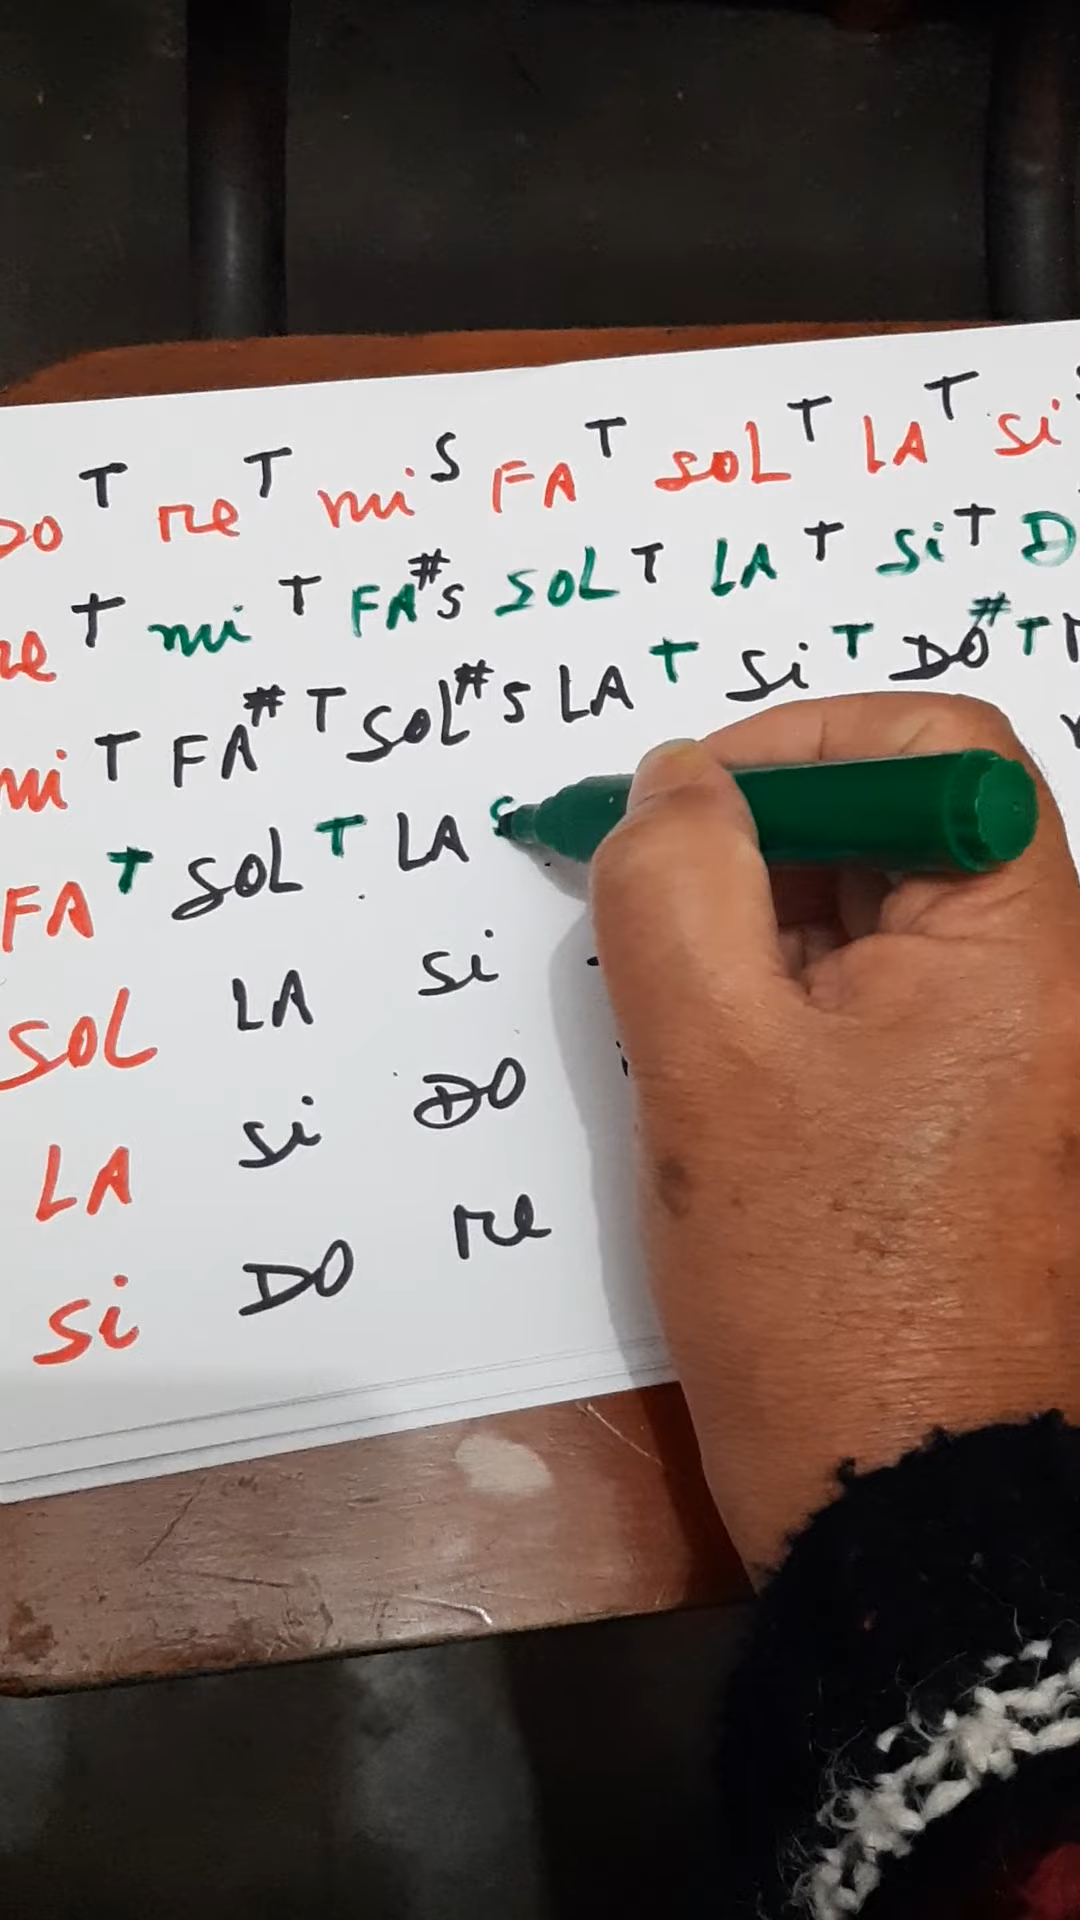 DO T re T mi S FA T SOL T LA T Si
re T mi T FA# S SOL T LA T Si T D
mi T FA# T SOL# S LA T Si T DO# T
FA T SOL T LA S
SOL LA Si
LA Si DO
Si DO re